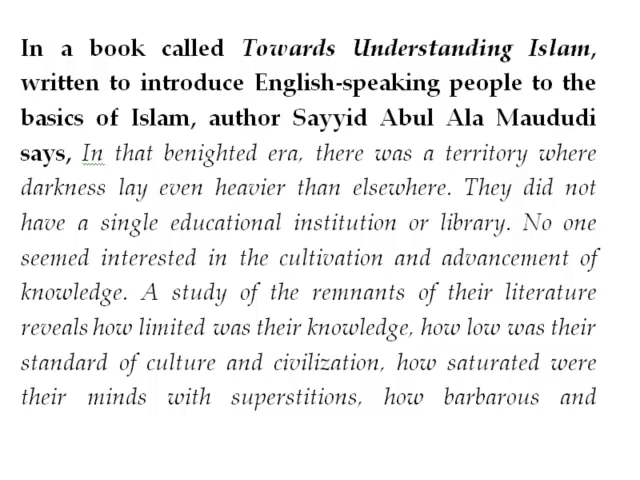 In a book called Towards Understanding Islam,
written to introduce English-speaking people to the
basics of Islam, author Sayyid Abul Ala Maududi
says, In that benighted era, there was a territory where
darkness lay even heavier than elsewhere. They did not
have a single educational institution or library. No one
seemed interested in the cultivation and advancement of
knowledge. A study of the remnants of their literature
reveals how limited was their knowledge, how low was their
standard of culture and civilization, how saturated were
their minds with superstitions, how barbarous and